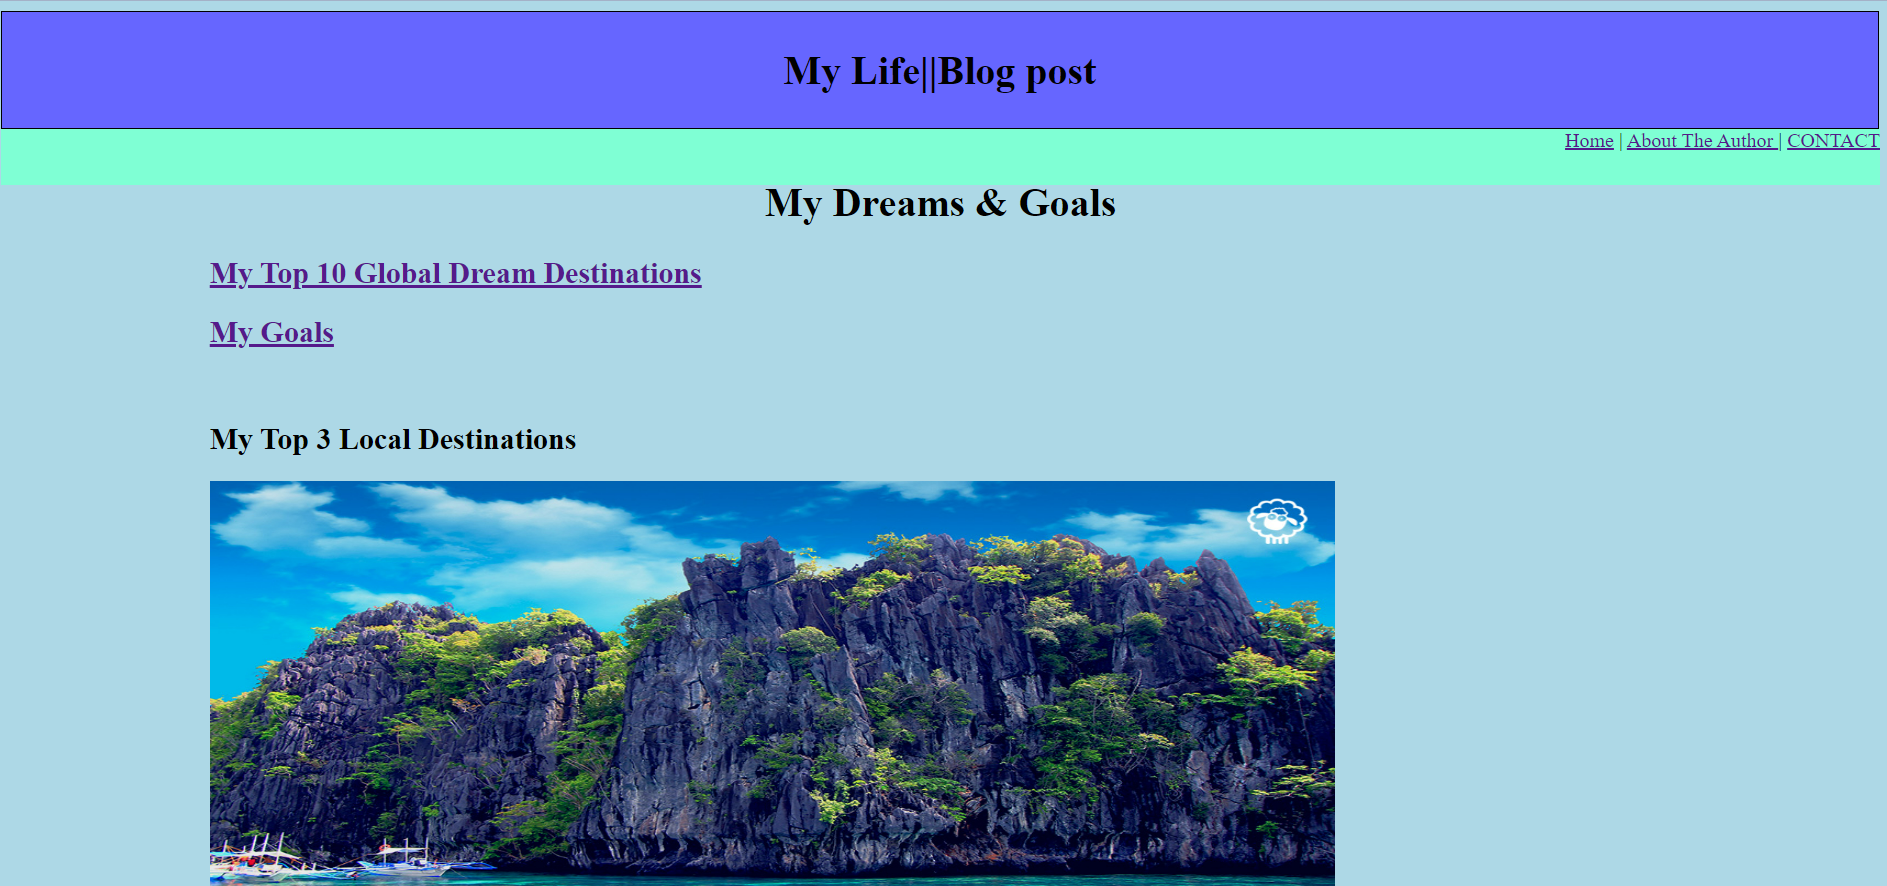 My Life||Blog post
Home | About The Author | CONTACT
My Dreams & Goals
My Top 10 Global Dream Destinations
My Goals
My Top 3 Local Destinations